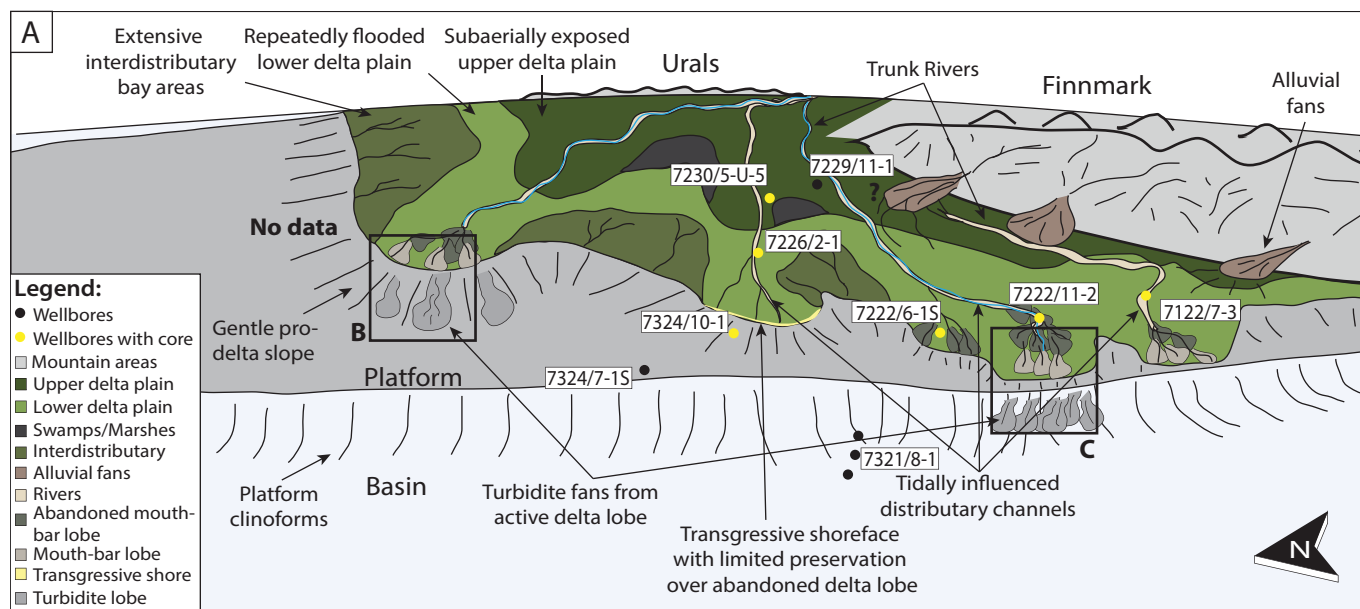 A
Extensive
interdistributary
bay areas
Repeatedly flooded
lower delta plain
Subaerially exposed
upper delta plain
Urals
Trunk Rivers
Finnmark
Alluvial
fans
7230/5-U-5
7229/11-1
?
No data
7226/2-1
7222/11-2
7122/7-3
7222/6-1S
7324/10-1
B
Gentle pro-
delta slope
Platform
7324/7-1S
7321/8-1
C
Platform
clinoforms
Basin
Turbidite fans from
active delta lobe
Transgressive shoreface
with limited preservation
over abandoned delta lobe
Tidally influenced
distributary channels
N
Legend:
Wellbores
Wellbores with core
Mountain areas
Upper delta plain
Lower delta plain
Swamps/Marshes
Interdistributary
Alluvial fans
Rivers
Abandoned mouth-
bar lobe
Mouth-bar lobe
Transgressive shore
Turbidite lobe